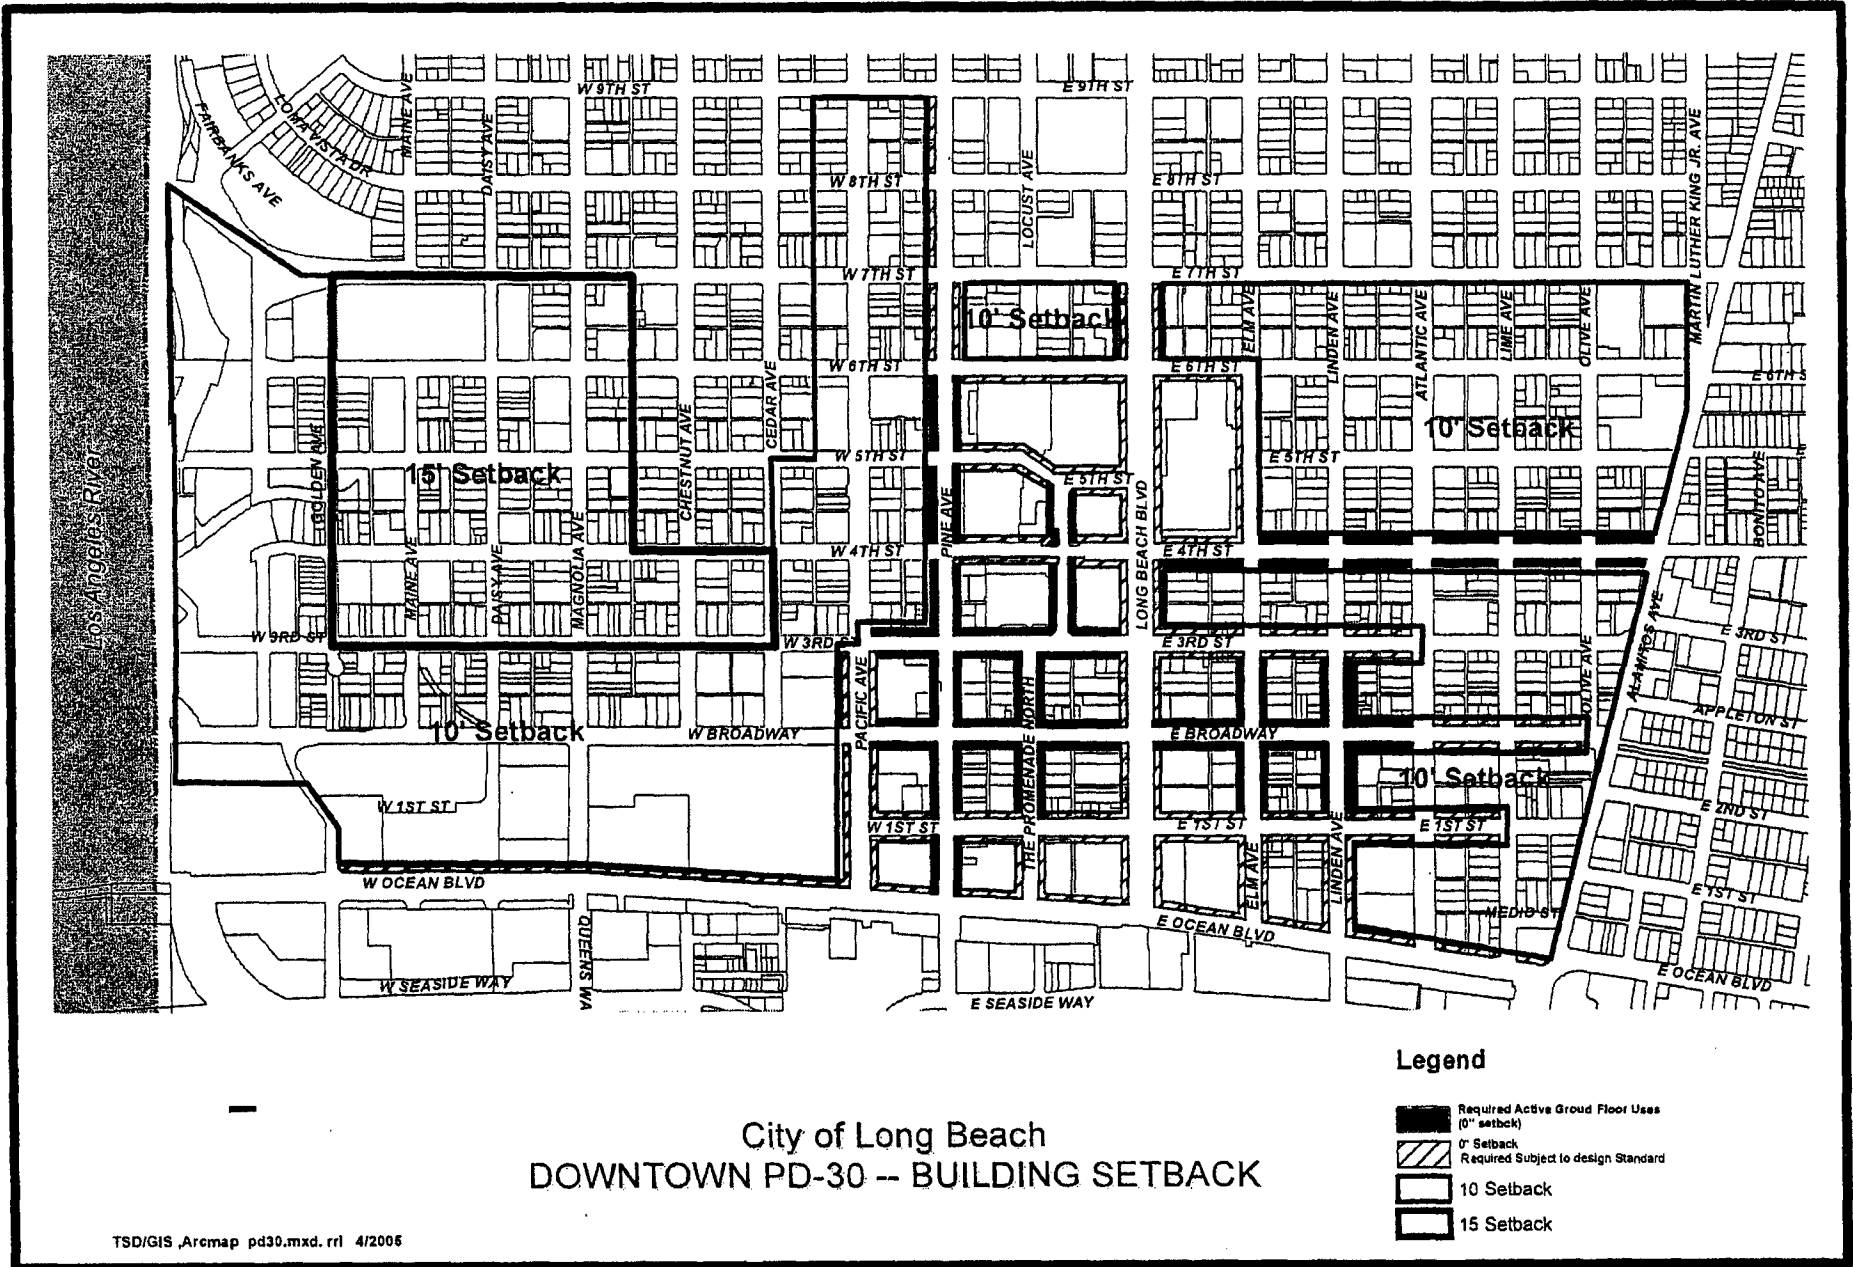 W 9TH ST
E 9TH ST
MAINE AVE
FAIRBANKS AVE
LOMA VISTA DR
DAISY AVE
LOCUST AVE
MARTIN LUTHER KING JR. AVE
W 8TH ST
E 8TH ST
W 7TH ST
E 7TH ST
10' Setback
ELM AVE
LINDEN AVE
ATLANTIC AVE
LIME AVE
OLIVE AVE
W 6TH ST
E 6TH ST
E 6TH S
CEDAR AVE
CHESTNUT AVE
GOLDEN AVE
15' Setback
10' Setback
W 5TH ST
E 5TH ST
E 5TH ST
BONITO AVE
Los Angeles River
PINE AVE
LONG BEACH BLVD
MAGNOLIA AVE
MAINE AVE
DAISY AVE
W 4TH ST
E 4TH ST
W 3RD ST
W 3RD S
E 3RD ST
E 3RD ST
ALAMITOS AVE
OLIVE AVE
PACIFIC AVE
THE PROMENADE NORTH
APPLETON ST
10' Setback
W BROADWAY
E BROADWAY
10' Setback
W 1ST ST
W 1ST ST
E 1ST ST
E 1ST ST
E 2ND ST
E 1ST ST
ELM AVE
LINDEN AVE
MEDIO ST
W OCEAN BLVD
E OCEAN BLVD
E OCEAN BLVD
QUEENS WA
W SEASIDE WAY
E SEASIDE WAY
Legend
Required Active Groud Floor Uses
(0" setbck)
0" Setback
Required Subject to design Standard
10 Setback
15 Setback
City of Long Beach
DOWNTOWN PD-30 -- BUILDING SETBACK
TSD/GIS ,Arcmap pd30.mxd. rrl 4/2005